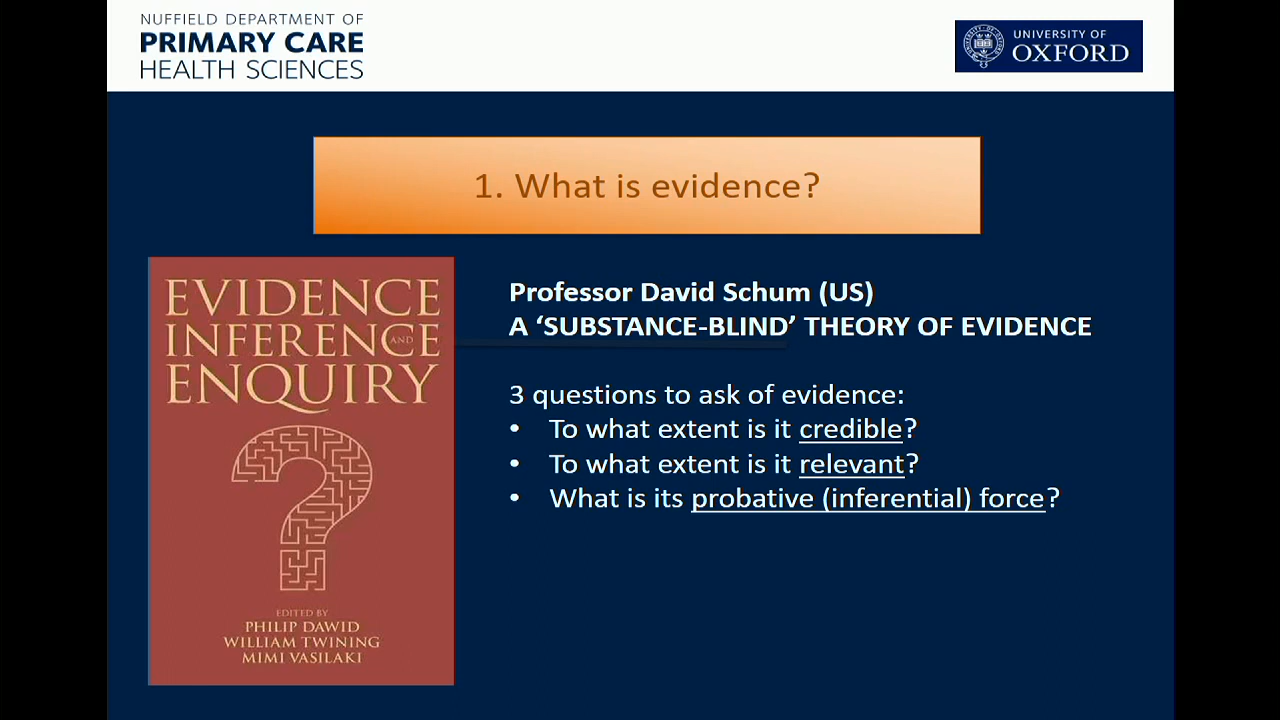 NUFFIELD DEPARTMENT OF
PRIMARY CARE
HEALTH SCIENCES
UNIVERSITY OF
OXFORD
1. What is evidence?
EVIDENCE
INFERENCE AND
ENQUIRY
EDITED BY
PHILIP DAWID
WILLIAM TWINING
MIMI VASILAKI
Professor David Schum (US)
A ‘SUBSTANCE-BLIND’ THEORY OF EVIDENCE
3 questions to ask of evidence:
• To what extent is it credible?
• To what extent is it relevant?
• What is its probative (inferential) force?